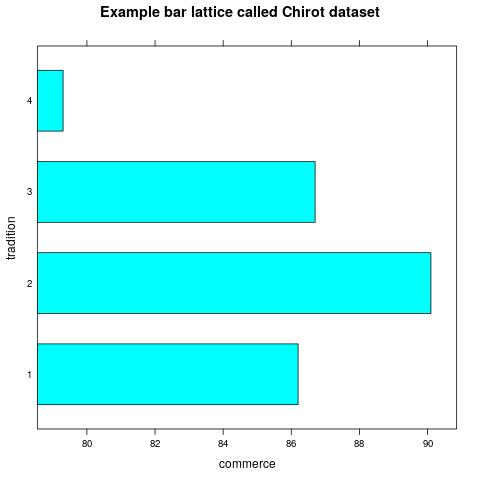 Example bar lattice called Chirot dataset
tradition
4
3
2
1
80 82 84 86 88 90
commerce